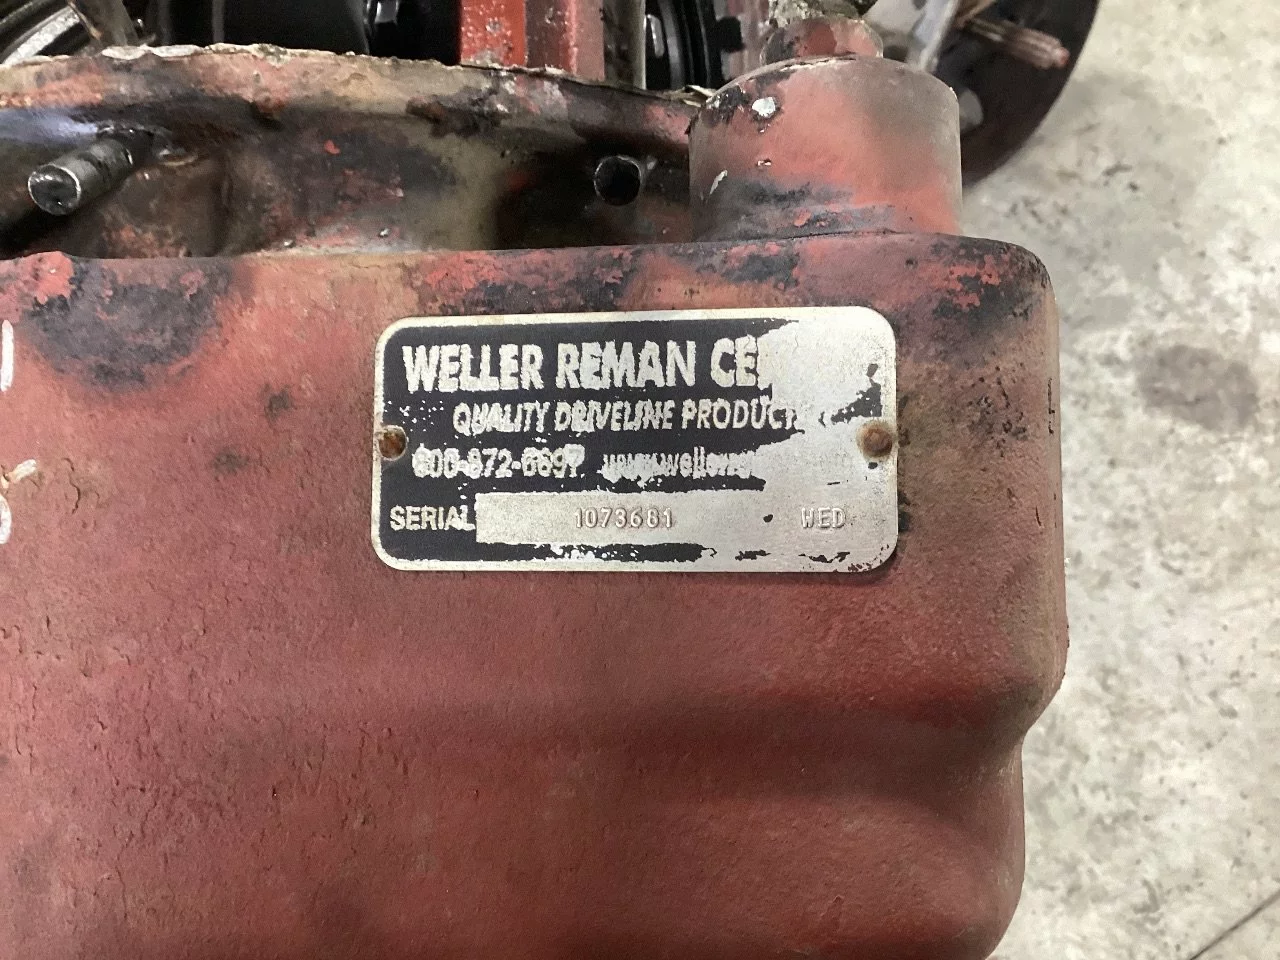 WELLER REMAN CE
QUALITY DRIVELINE PRODUCT
SERIAL 1073681 WED